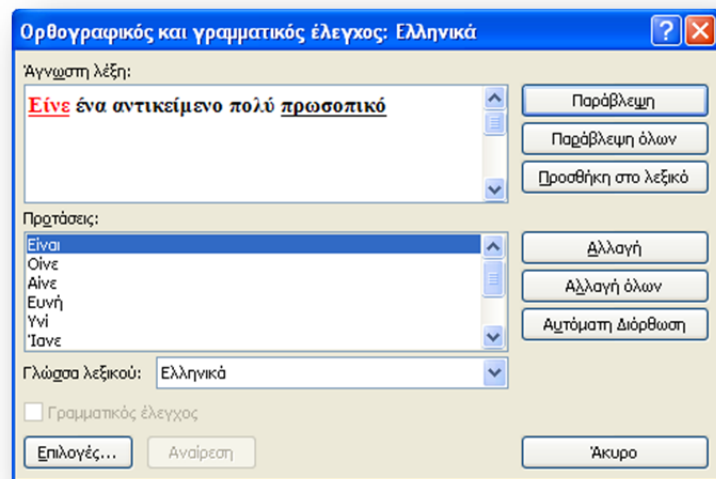 Ορθογραφικός και γραμματικός έλεγχος: Ελληνικά
Άγνωστη λέξη:
Είνε ένα αντικείμενο πολύ πρωσοπικό
Παράβλεψη
Παράβλεψη όλων
Προσθήκη στο λεξικό
Προτάσεις:
Είναι
Οίνε
Αίνε
Ευνή
Υνί
Ίανε
Αλλαγή
Αλλαγή όλων
Αυτόματη Διόρθωση
Γλώσσα λεξικού: Ελληνικά
Γραμματικός έλεγχος
Επιλογές... Αναίρεση Άκυρο